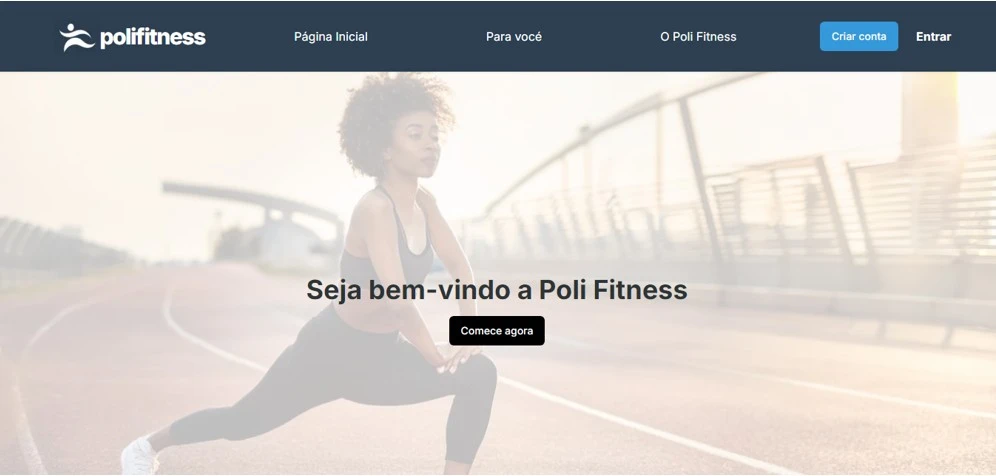 polifitness
Página Inicial
Para você
O Poli Fitness
Criar conta
Entrar
Seja bem-vindo a Poli Fitness
Comece agora